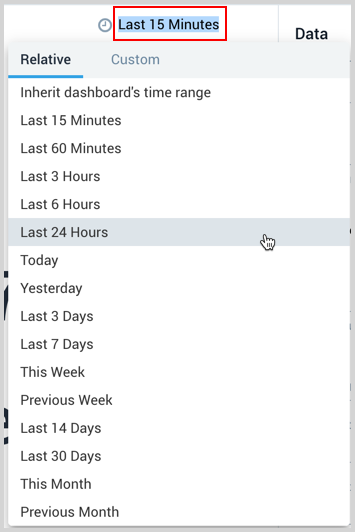 Last 15 Minutes
Data
Relative
Custom
Inherit dashboard's time range
Last 15 Minutes
Last 60 Minutes
Last 3 Hours
Last 6 Hours
Last 24 Hours
Today
Yesterday
Last 3 Days
Last 7 Days
This Week
Previous Week
Last 14 Days
Last 30 Days
This Month
Previous Month